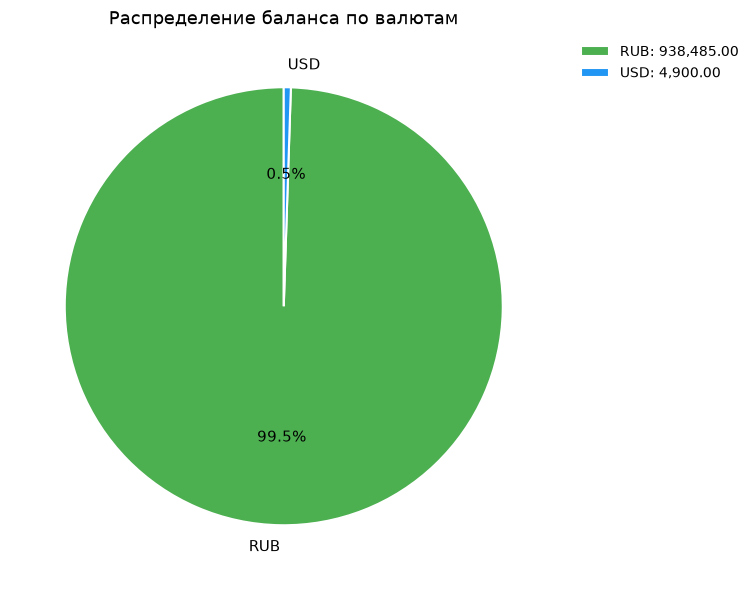 Распределение баланса по валютам
RUB: 938,485.00
USD: 4,900.00
USD
0.5%
99.5%
RUB